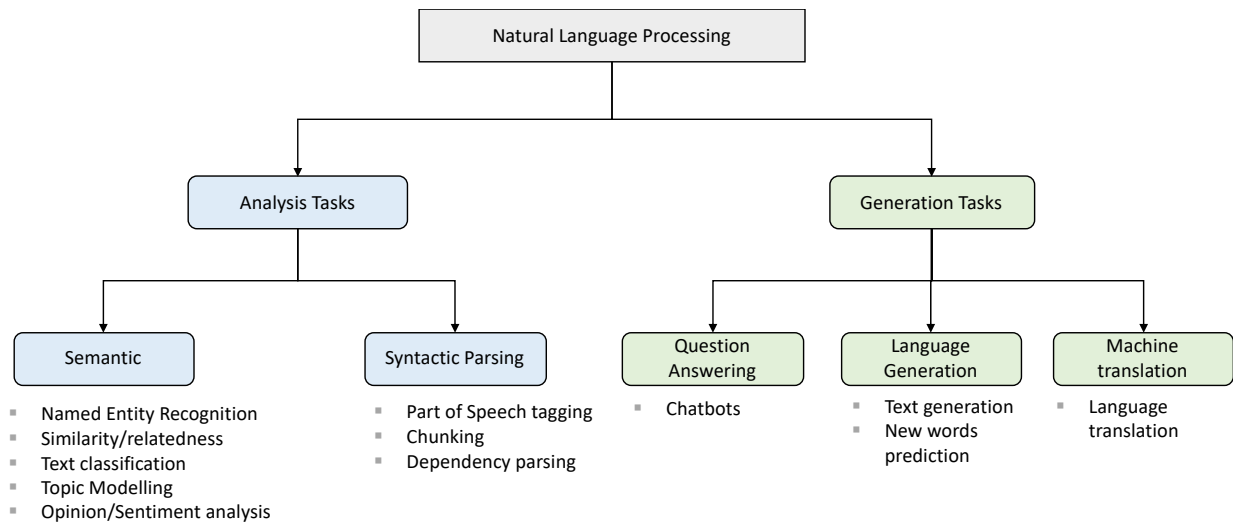 Natural Language Processing
Analysis Tasks
Generation Tasks
Semantic
Syntactic Parsing
Question
Answering
Language
Generation
Machine
translation
Named Entity Recognition
Similarity/relatedness
Text classification
Topic Modelling
Opinion/Sentiment analysis
Part of Speech tagging
Chunking
Dependency parsing
Chatbots
Text generation
New words
prediction
Language
translation